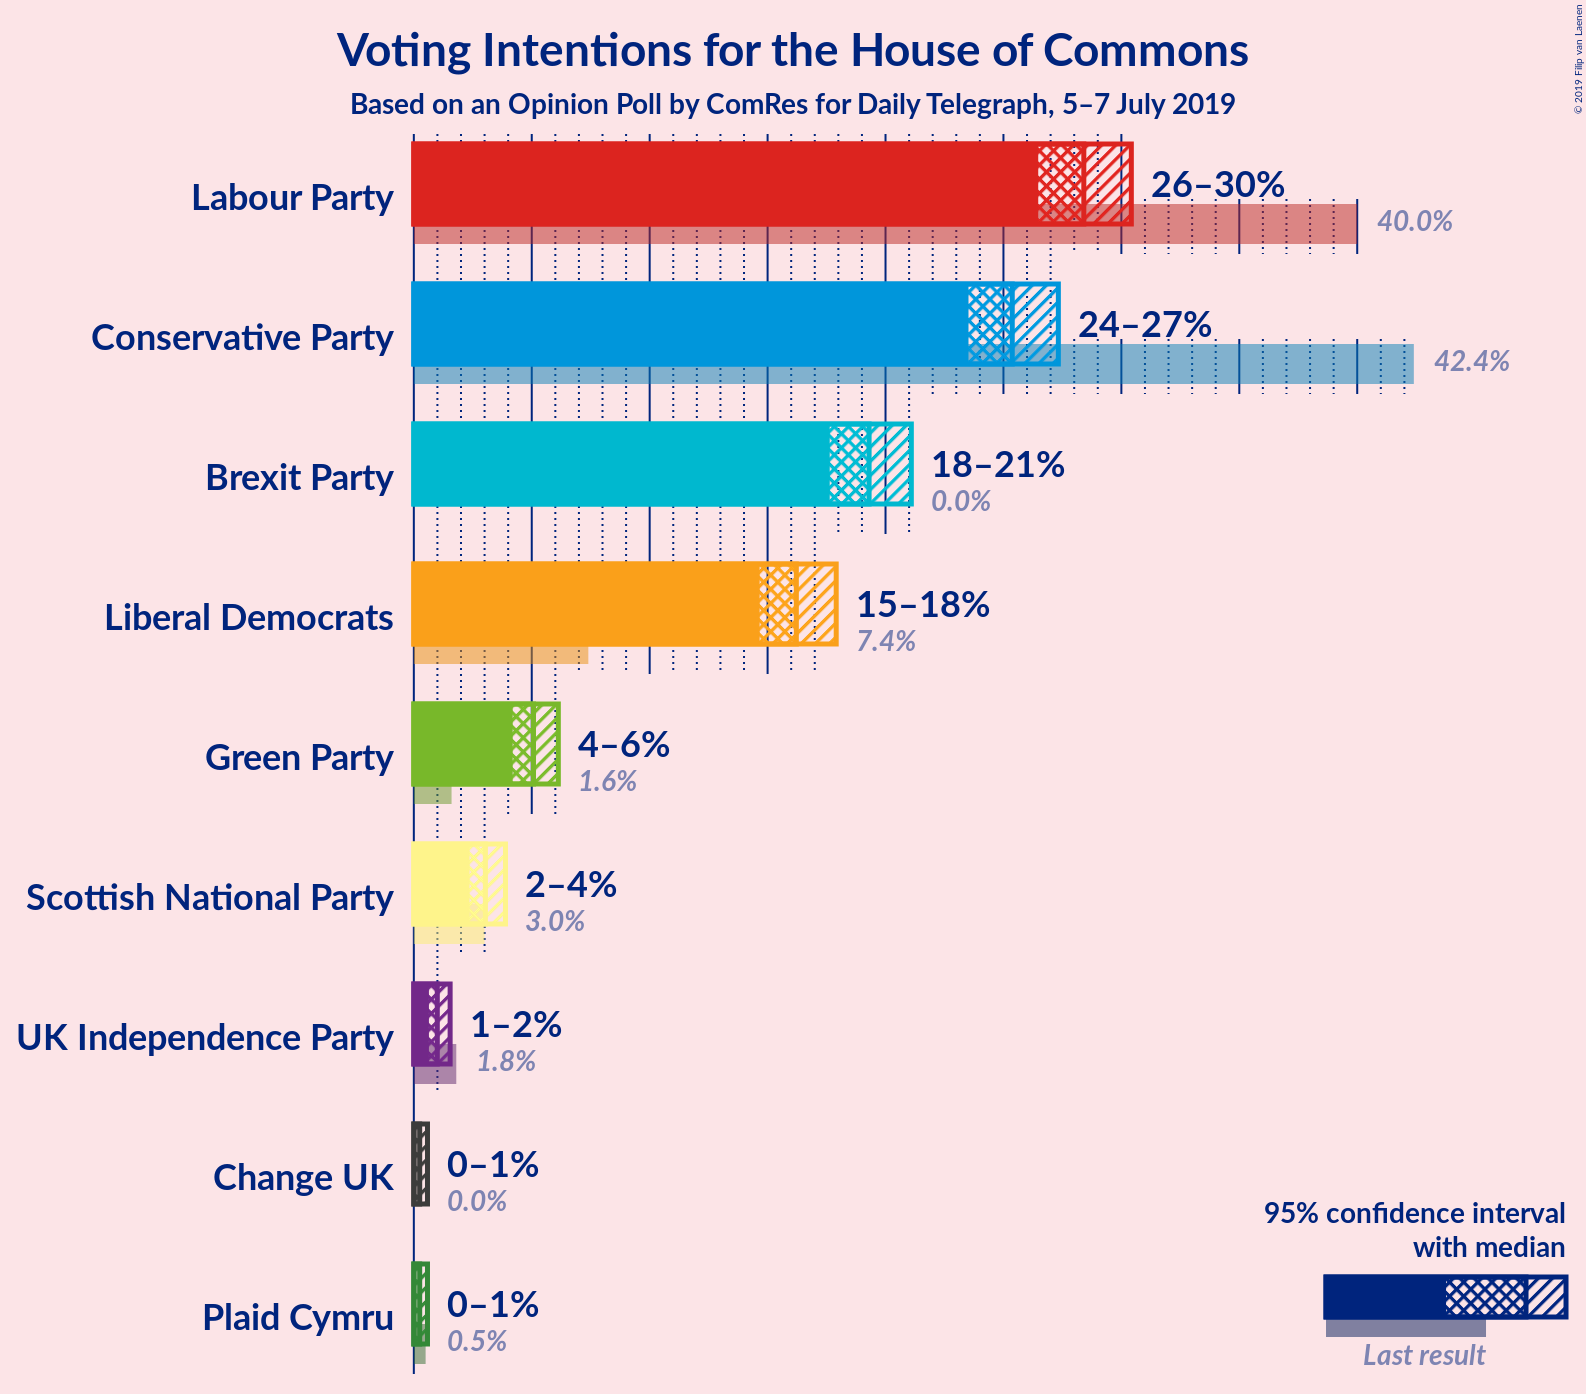 Voting Intentions for the House of Commons
Based on an Opinion Poll by ComRes for Daily Telegraph, 5–7 July 2019
© 2019 Filip van Laenen
Labour Party
26–30%
40.0%
Conservative Party
24–27%
42.4%
Brexit Party
18–21%
0.0%
Liberal Democrats
15–18%
7.4%
Green Party
4–6%
1.6%
Scottish National Party
2–4%
3.0%
UK Independence Party
1–2%
1.8%
Change UK
0–1%
0.0%
Plaid Cymru
0–1%
0.5%
95% confidence interval
with median
Last result